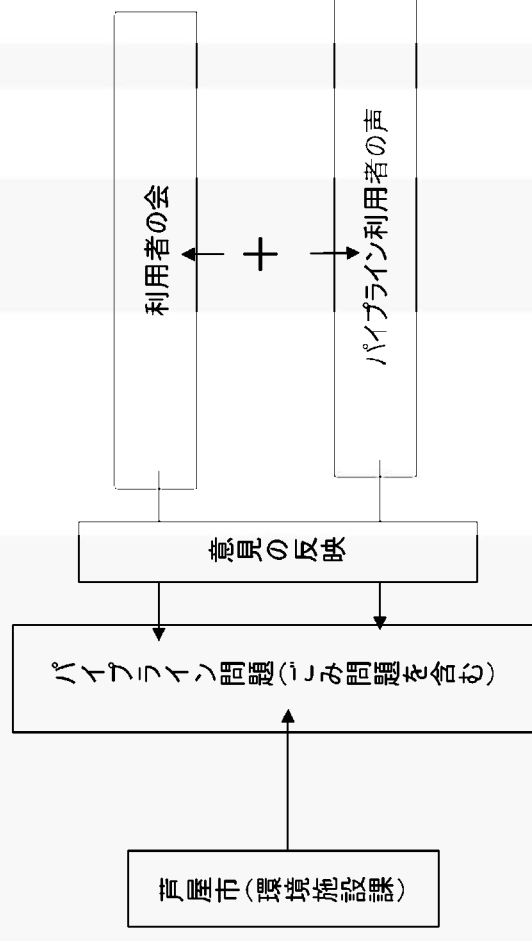 芦屋市(環境施設課)
パイプライン問題(ごみ問題を含む)
意見の反映
利用者の会
+
パイプライン利用者の声